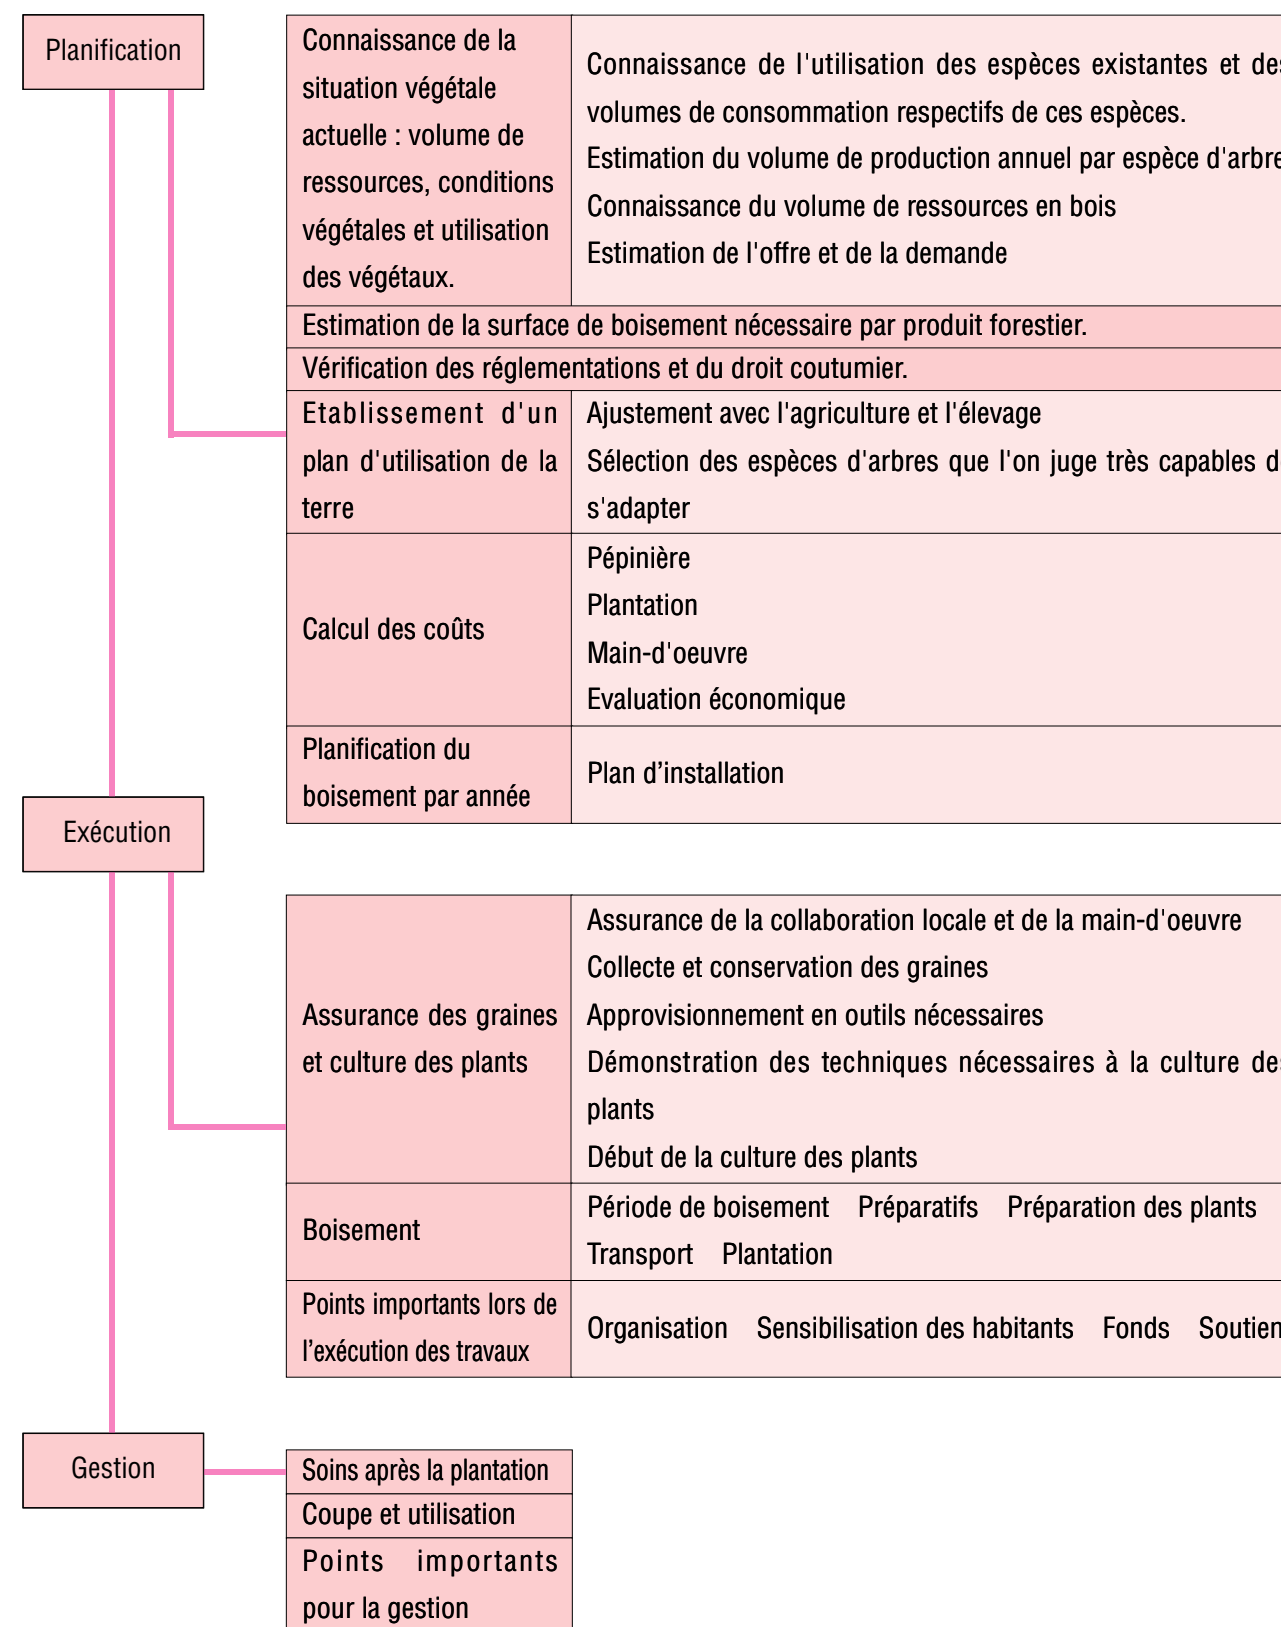 Planification
Connaissance de la
situation végétale
actuelle : volume de
ressources, conditions
végétales et utilisation
des végétaux.
Connaissance de l'utilisation des espèces existantes et des
volumes de consommation respectifs de ces espèces.
Estimation du volume de production annuel par espèce d'arbre
Connaissance du volume de ressources en bois
Estimation de l'offre et de la demande
Estimation de la surface de boisement nécessaire par produit forestier.
Vérification des réglementations et du droit coutumier.
Etablissement d'un
plan d'utilisation de la
terre
Ajustement avec l'agriculture et l'élevage
Sélection des espèces d'arbres que l'on juge très capables de
s'adapter
Calcul des coûts
Pépinière
Plantation
Main-d'oeuvre
Evaluation économique
Planification du
boisement par année
Plan d’installation
Exécution
Assurance des graines
et culture des plants
Assurance de la collaboration locale et de la main-d'oeuvre
Collecte et conservation des graines
Approvisionnement en outils nécessaires
Démonstration des techniques nécessaires à la culture des
plants
Début de la culture des plants
Boisement
Période de boisement Préparatifs Préparation des plants
Transport Plantation
Points importants lors de
l’exécution des travaux
Organisation Sensibilisation des habitants Fonds Soutien
Gestion
Soins après la plantation
Coupe et utilisation
Points importants
pour la gestion